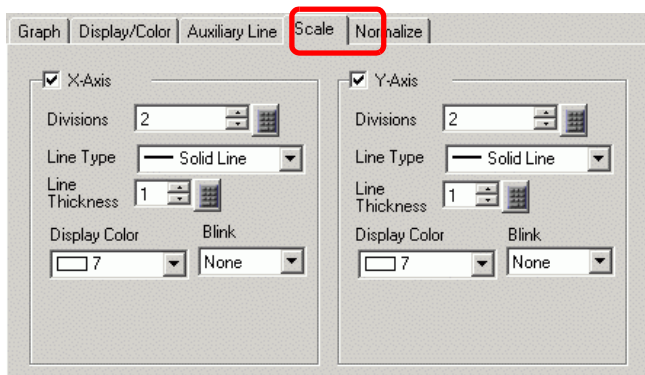 Graph Display/Color Auxiliary Line Scale Normalize
X-Axis
Divisions 2
Line Type Solid Line
Line
Thickness 1
Display Color Blink
7 None
Y-Axis
Divisions 2
Line Type Solid Line
Line
Thickness 1
Display Color Blink
7 None